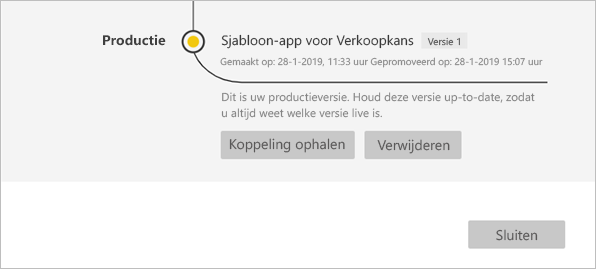 Productie Sjabloon-app voor Verkoopkans Versie 1
Gemaakt op: 28-1-2019, 11:33 uur Gepromoveerd op: 28-1-2019 15:07 uur
Dit is uw productieversie. Houd deze versie up-to-date, zodat
u altijd weet welke versie live is.
Koppeling ophalen Verwijderen
Sluiten